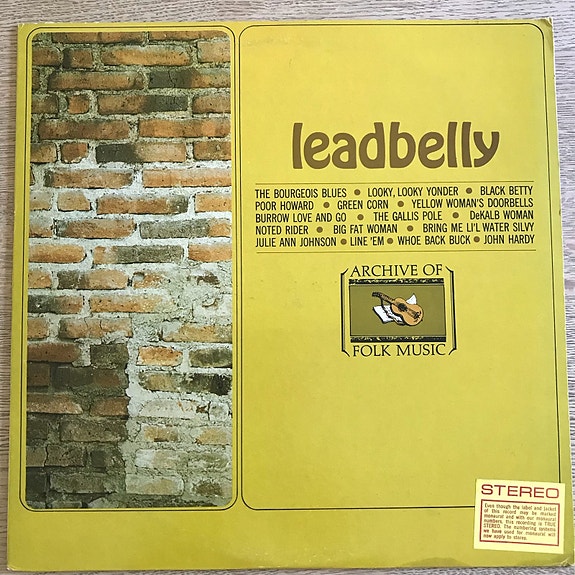 leadbelly
THE BOURGEOIS BLUES • LOOKY, LOOKY YONDER • BLACK BETTY
POOR HOWARD • GREEN CORN • YELLOW WOMAN'S DOORBELLS
BURROW LOVE AND GO • THE GALLIS POLE • DeKALB WOMAN
NOTED RIDER • BIG FAT WOMAN • BRING ME LI'L WATER SILVY
JULIE ANN JOHNSON • LINE 'EM • WHOE BACK BUCK • JOHN HARDY
ARCHIVE OF
FOLK MUSIC
STEREO
Even though the label and jacket
of this record may be marked
monaural and with our monaural
numbers, this recording is TRUE
STEREO. The numbering systems
we have used for monaural will
now apply to stereo.